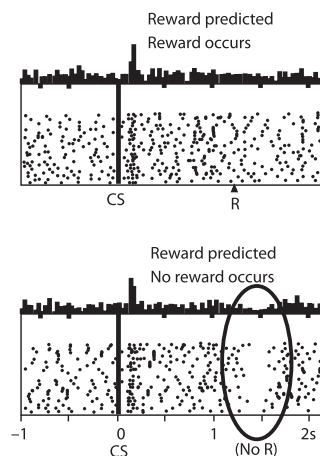 Reward predicted
Reward occurs
CS
R
Reward predicted
No reward occurs
−1 0 1 2s
CS (No R)